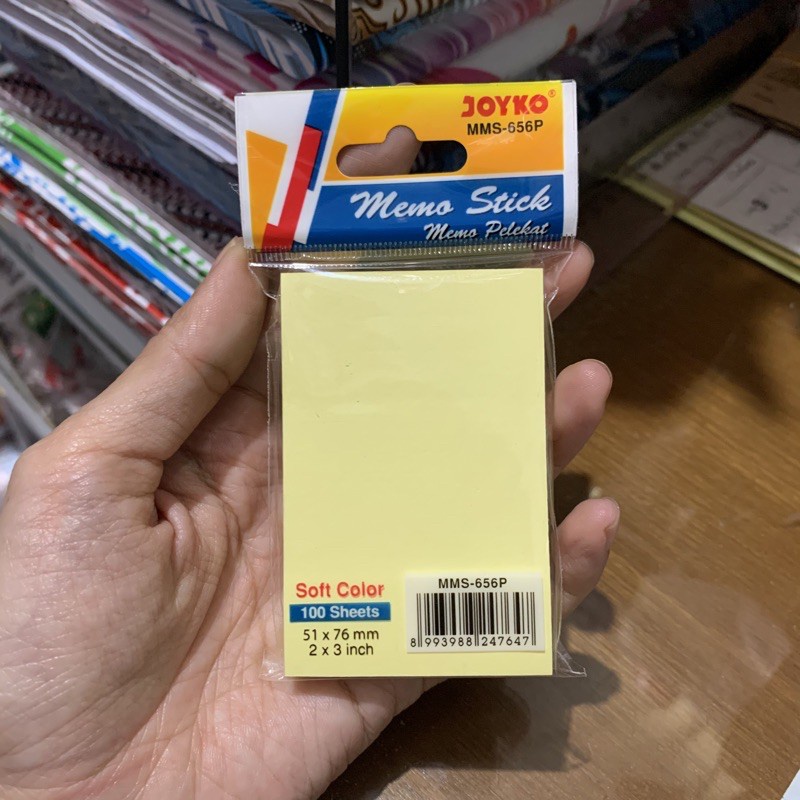 JOYKO®
MMS-656P
Memo Stick
Memo Pelekat
Soft Color
100 Sheets
51 x 76 mm
2 x 3 inch
MMS-656P
8 993988 247647